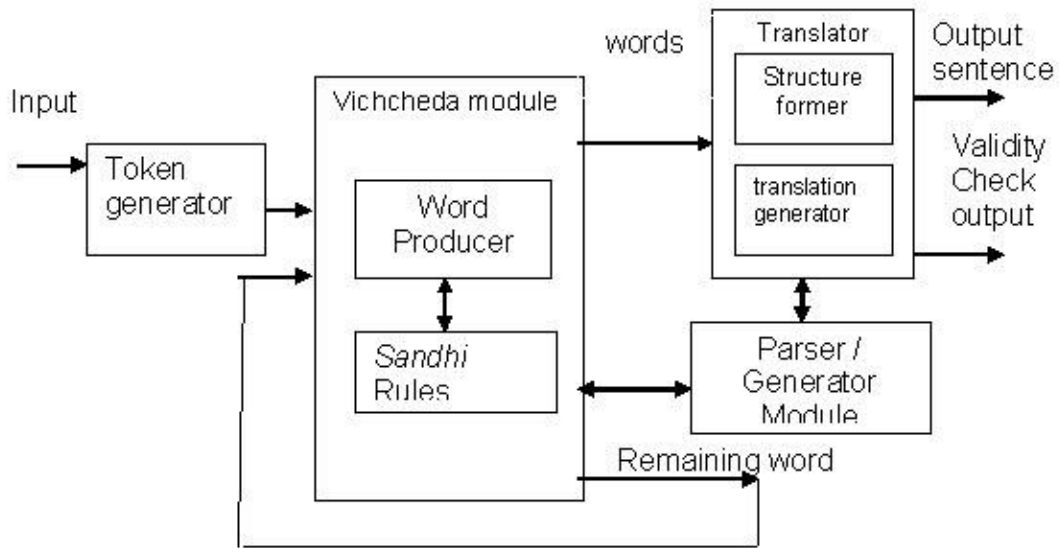 Input
Token
generator
Vichcheda module
Word
Producer
Sandhi
Rules
words
Translator
Structure
former
translation
generator
Output
sentence
Validity
Check
output
Parser /
Generator
Module
Remaining word